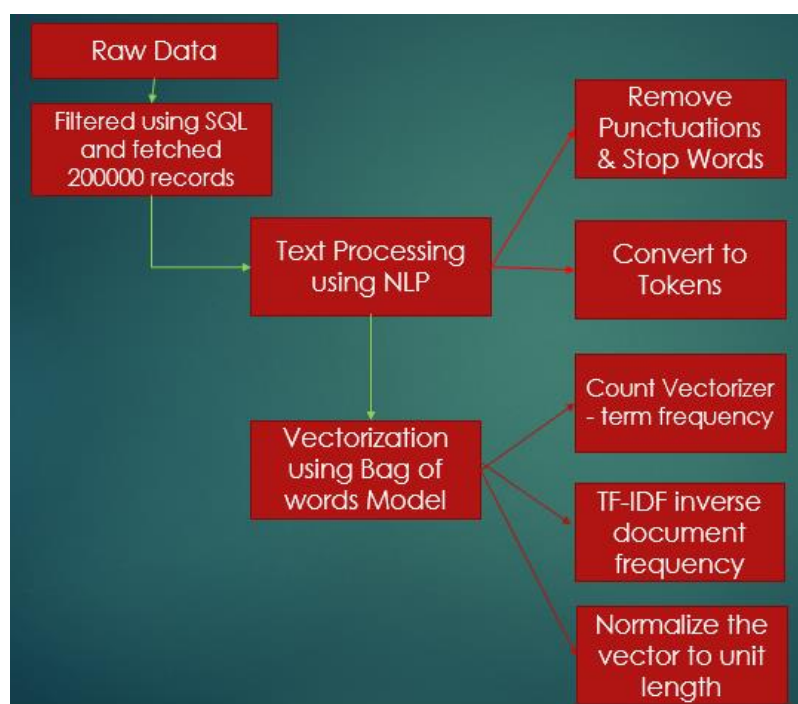 Raw Data
Filtered using SQL
and fetched
200000 records
Text Processing
using NLP
Remove
Punctuations
& Stop Words
Convert to
Tokens
Vectorization
using Bag of
words Model
Count Vectorizer
- term frequency
TF-IDF inverse
document
frequency
Normalize the
vector to unit
length